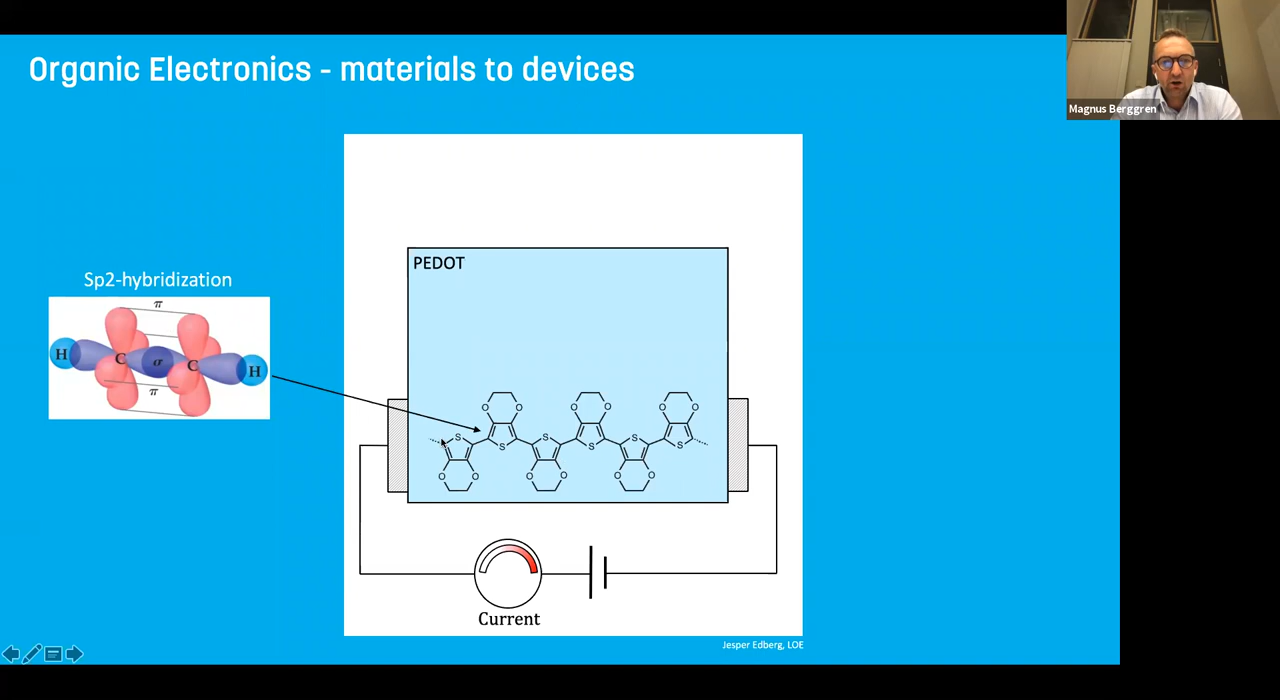 Organic Electronics - materials to devices
Magnus Berggren
Sp2-hybridization
π
H
C
σ
C
H
π
PEDOT
O
O
O
O
O
O
S
S
S
S
S
S
O
O
O
O
O
O
Current
Jesper Edberg, LOE